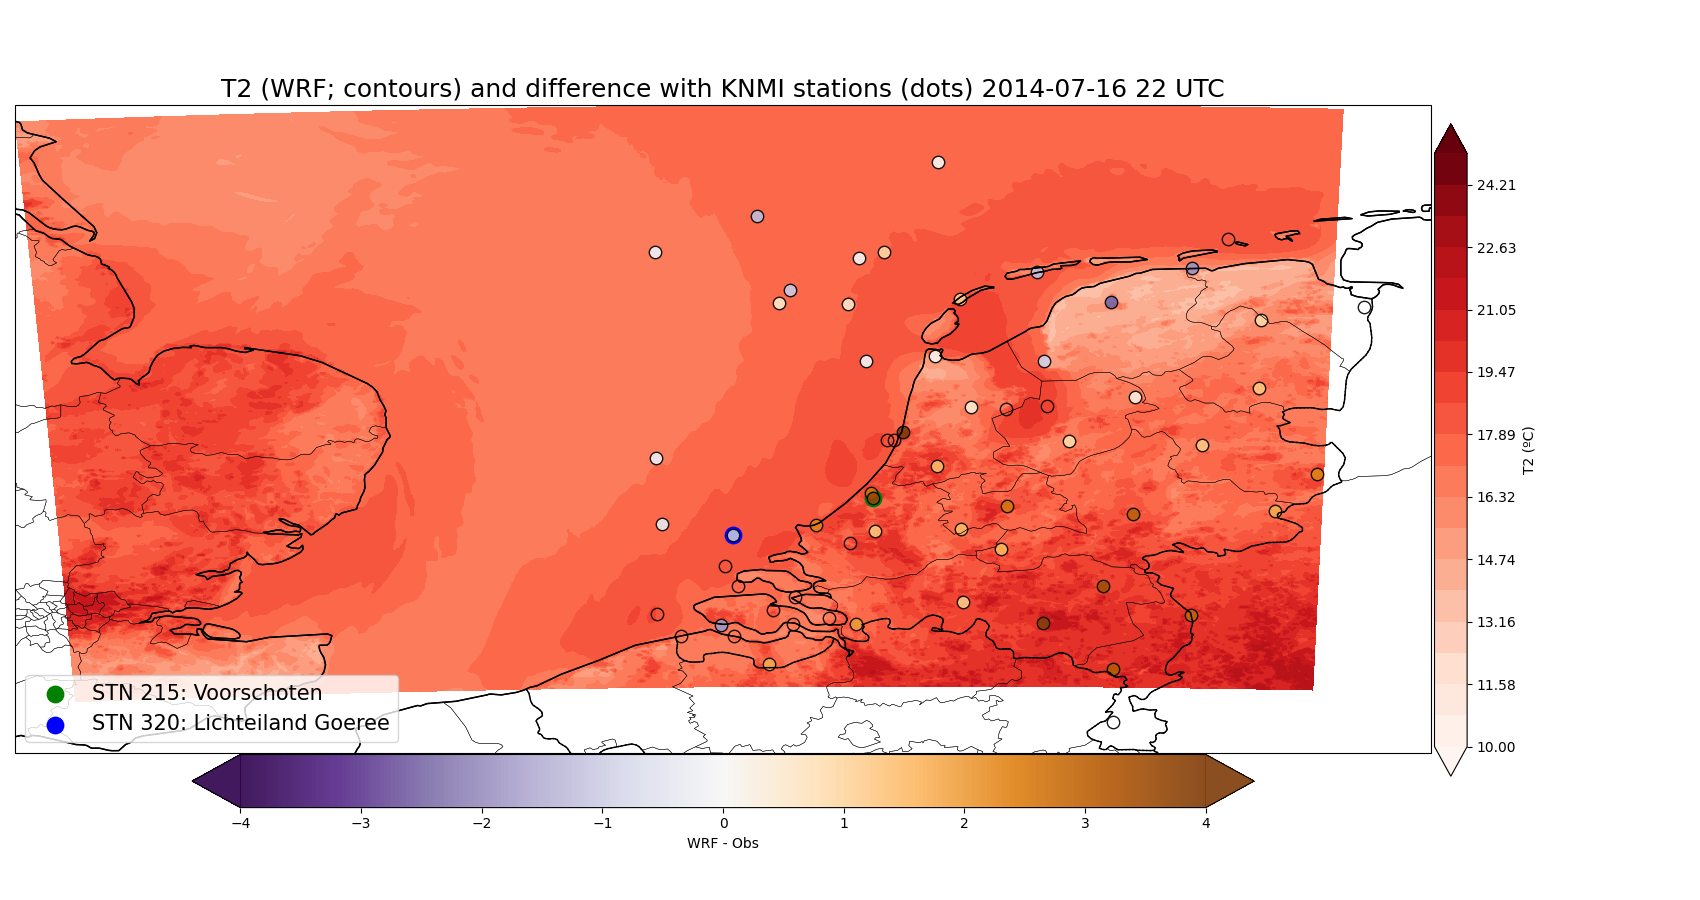 T2 (WRF; contours) and difference with KNMI stations (dots) 2014-07-16 22 UTC
24.21
22.63
21.05
19.47
17.89
16.32
14.74
13.16
11.58
10.00
T2 (ºC)
STN 215: Voorschoten
STN 320: Lichteiland Goeree
−4 −3 −2 −1 0 1 2 3 4
WRF - Obs